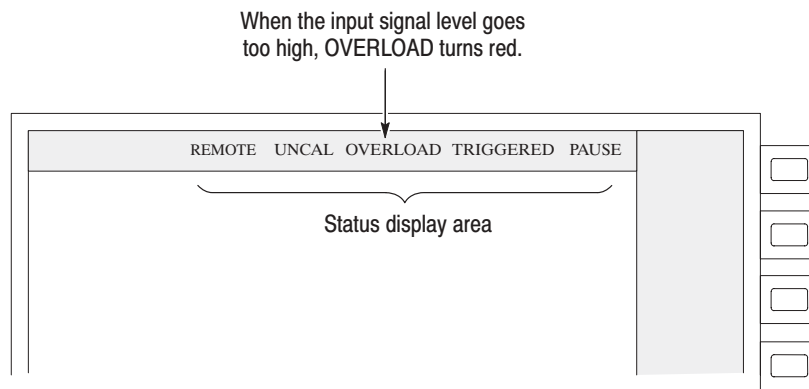 When the input signal level goes
too high, OVERLOAD turns red.
REMOTE UNCAL OVERLOAD TRIGGERED PAUSE
Status display area